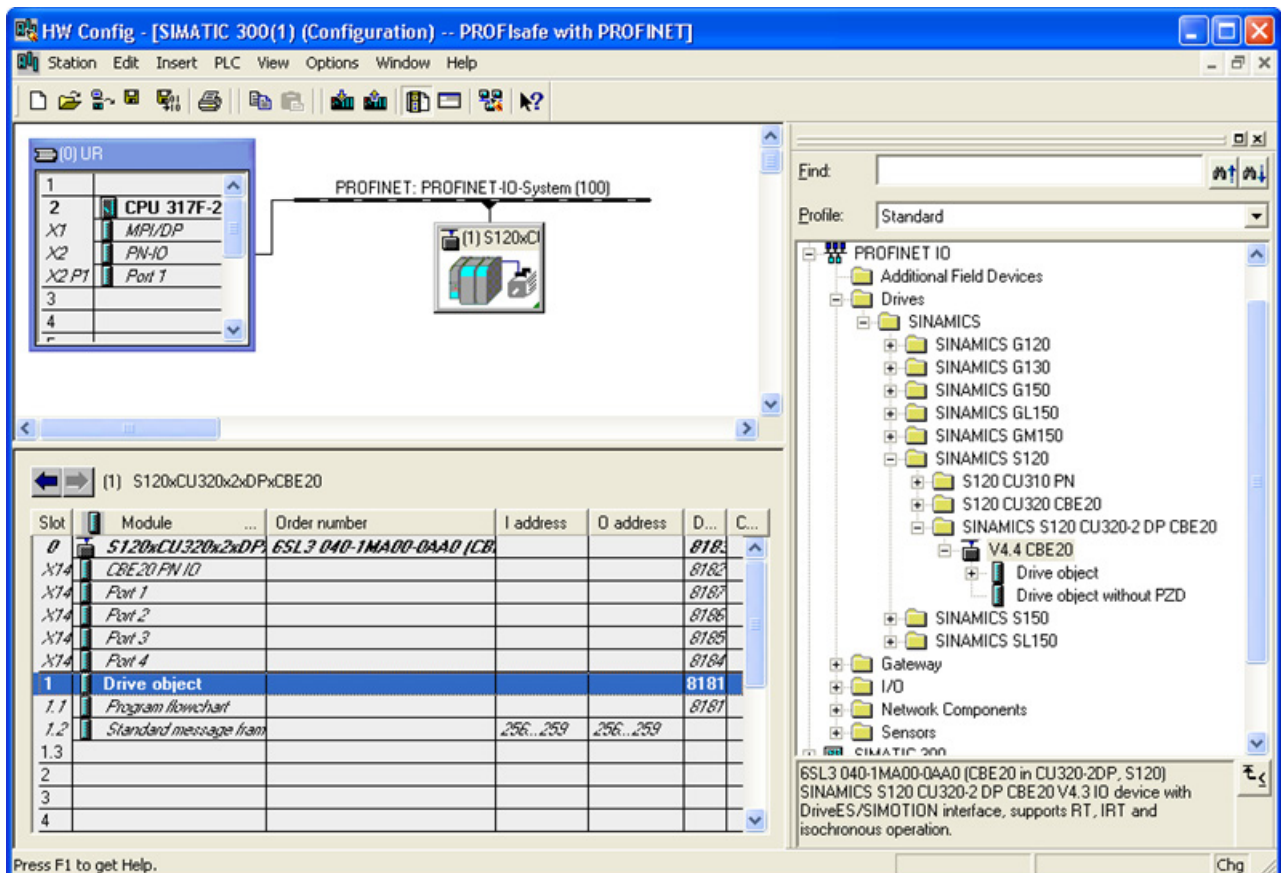 HW Config - [SIMATIC 300(1) (Configuration) -- PROFIsafe with PROFINET]
Station Edit Insert PLC View Options Window Help
(0) UR
1
2 CPU 317F-2
X1 MPI/DP
X2 PN-IO
X2 P1 Port 1
3
4
PROFINET: PROFINET-IO-System (100)
(1) S120xCU
(1) S120xCU320x2xDPxCBE20
Slot Module ... Order number I address O address D... C...
0 S120xCU320x2xDP 6SL3 040-1MA00-0AA0 (CB 8183
X14 CBE20 PN IO 8182
X14 Port 1 8187
X14 Port 2 8186
X14 Port 3 8185
X14 Port 4 8184
1 Drive object 8181
1.1 Program flowchart 8181
1.2 Standard message fram 256...259 256...259
1.3
2
3
4
Find:
Profile: Standard
PROFINET IO
Additional Field Devices
Drives
SINAMICS
SINAMICS G120
SINAMICS G130
SINAMICS G150
SINAMICS GL150
SINAMICS GM150
SINAMICS S120
S120 CU310 PN
S120 CU320 CBE20
SINAMICS S120 CU320-2 DP CBE20
V4.4 CBE20
Drive object
Drive object without PZD
SINAMICS S150
SINAMICS SL150
Gateway
I/O
Network Components
Sensors
SIMATIC 300
6SL3 040-1MA00-0AA0 (CBE20 in CU320-2DP, S120)
SINAMICS S120 CU320-2 DP CBE20 V4.3 IO device with
DriveES/SIMOTION interface, supports RT, IRT and
isochronous operation.
Press F1 to get Help.
Chg